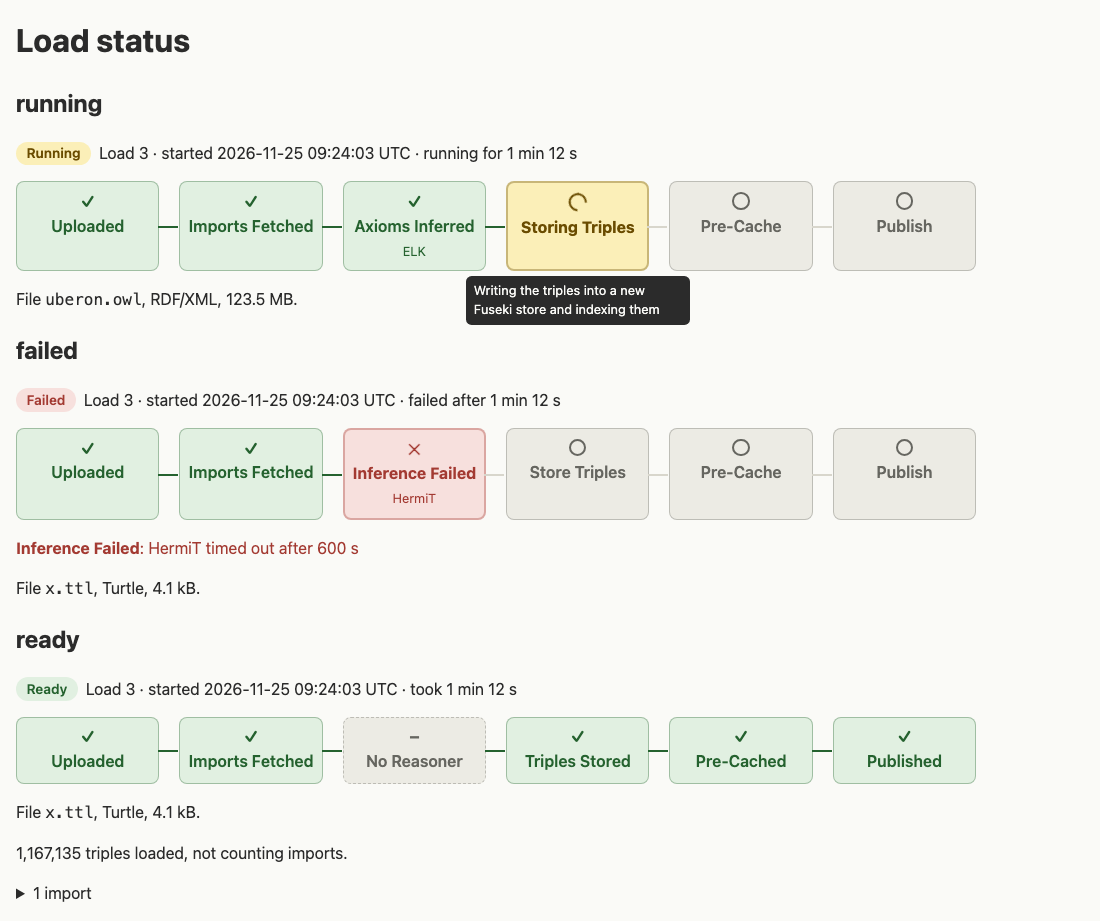 Load status
running
Running Load 3 · started 2026-11-25 09:24:03 UTC · running for 1 min 12 s
Uploaded
Imports Fetched
Axioms Inferred
ELK
Storing Triples
Pre-Cache
Publish
Writing the triples into a new
Fuseki store and indexing them
File uberon.owl, RDF/XML, 123.5 MB.
failed
Failed Load 3 · started 2026-11-25 09:24:03 UTC · failed after 1 min 12 s
Uploaded
Imports Fetched
Inference Failed
HermiT
Store Triples
Pre-Cache
Publish
Inference Failed: HermiT timed out after 600 s
File x.ttl, Turtle, 4.1 kB.
ready
Ready Load 3 · started 2026-11-25 09:24:03 UTC · took 1 min 12 s
Uploaded
Imports Fetched
No Reasoner
Triples Stored
Pre-Cached
Published
File x.ttl, Turtle, 4.1 kB.
1,167,135 triples loaded, not counting imports.
1 import